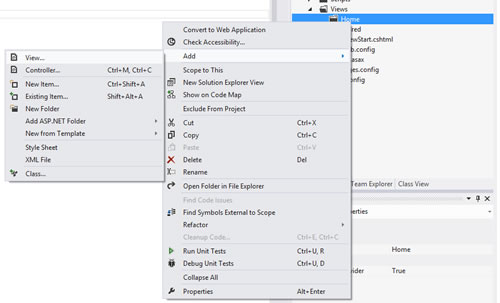 Scripts
Views
Home
Convert to Web Application
Check Accessibility...
Add
Scope to This
New Solution Explorer View
Show on Code Map
Exclude From Project
Cut Ctrl+X
Copy Ctrl+C
Paste Ctrl+V
Delete Del
Rename
Open Folder in File Explorer
Find Code Issues
Find Symbols External to Scope
Refactor
Cleanup Code... Ctrl+E, Ctrl+C
Run Unit Tests Ctrl+U, R
Debug Unit Tests Ctrl+U, D
Collapse All
Properties Alt+Enter
View...
Controller... Ctrl+M, Ctrl+C
New Item... Ctrl+Shift+A
Existing Item... Shift+Alt+A
New Folder
Add ASP.NET Folder
New from Template
Style Sheet
XML File
Class...
red
wStart.cshtml
b.config
asax
ges.config
config
Team Explorer Class View
perties
Home
vider True